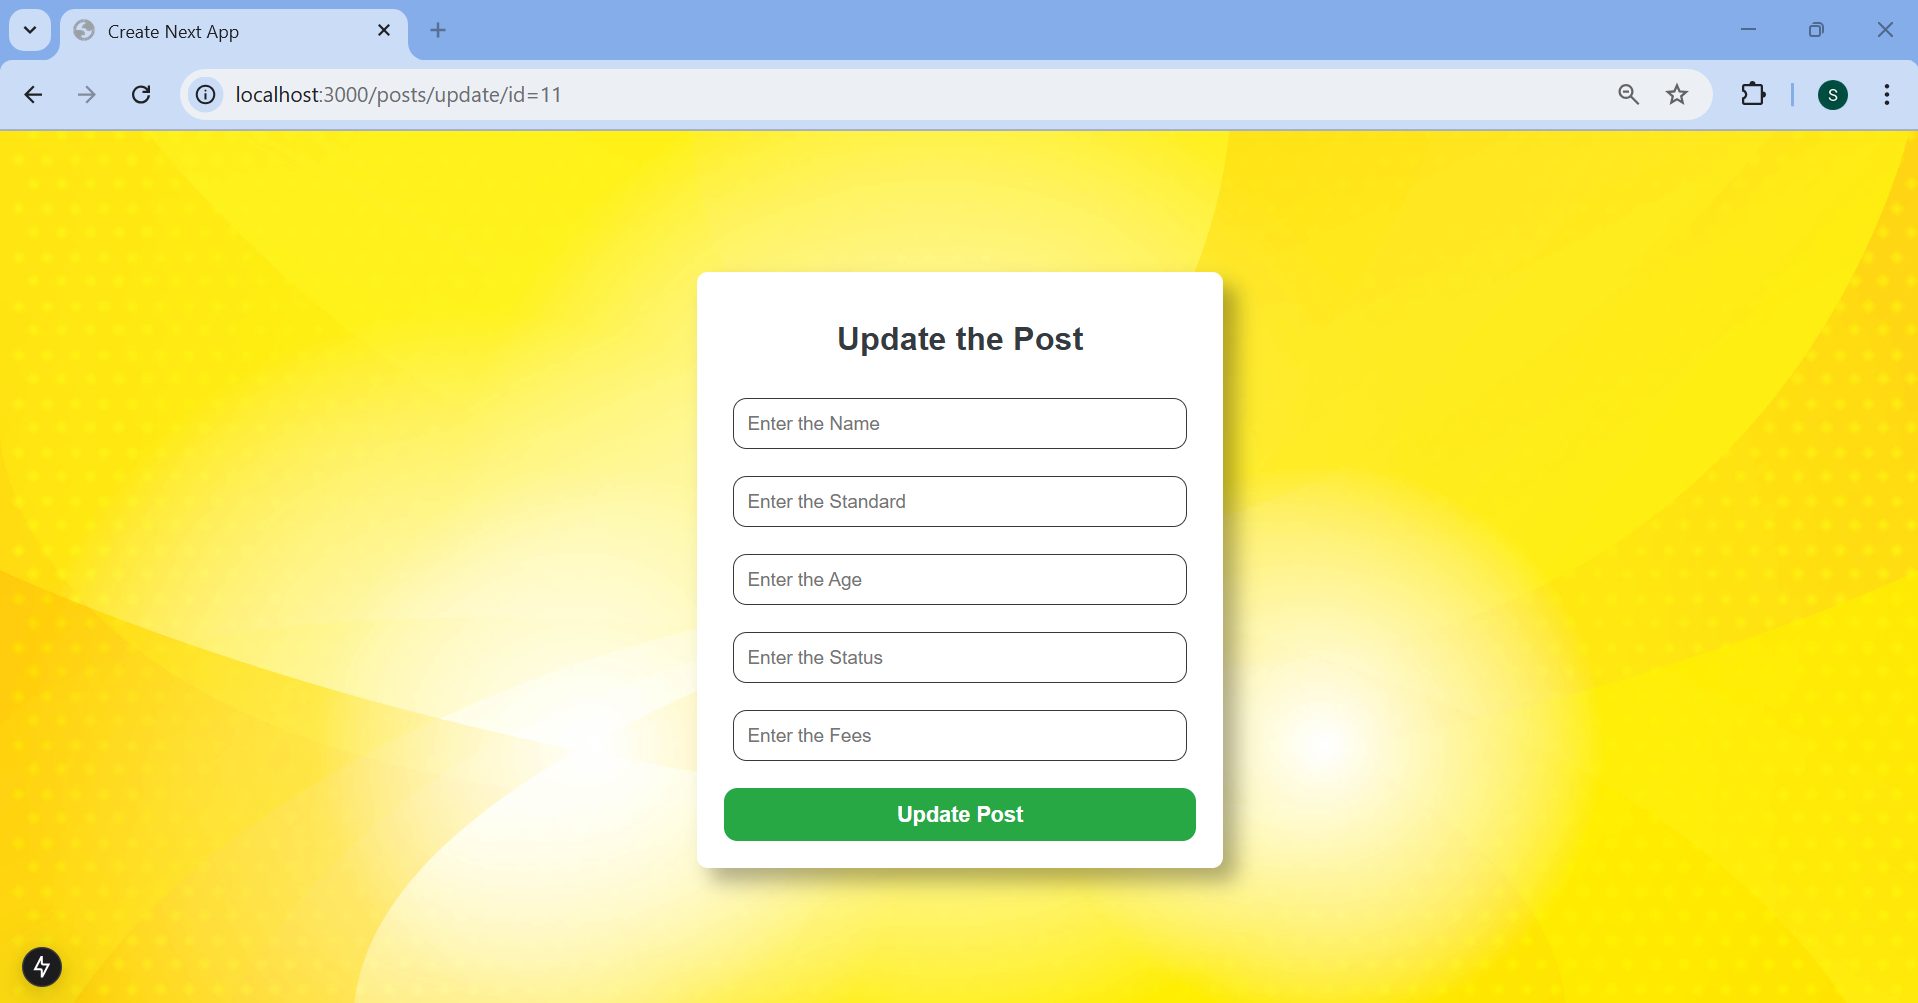 Create Next App
localhost:3000/posts/update/id=11
S
Update the Post
Enter the Name
Enter the Standard
Enter the Age
Enter the Status
Enter the Fees
Update Post